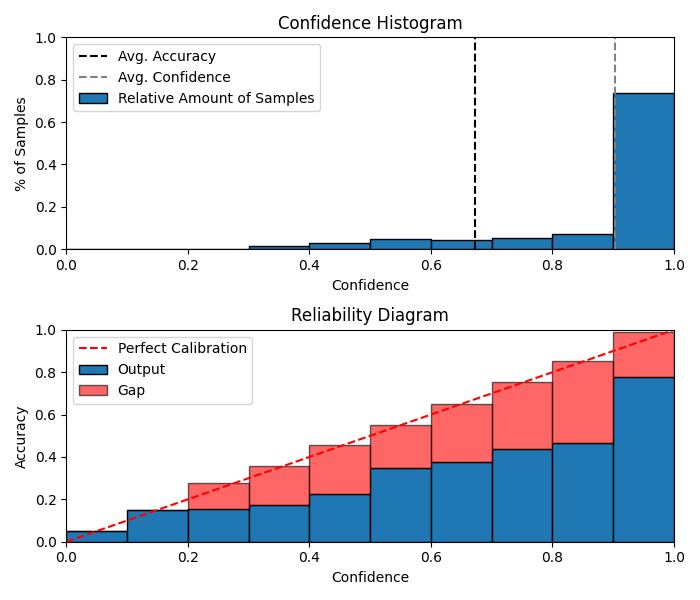 Confidence Histogram
1.0
0.8
0.6
0.4
0.2
0.0
% of Samples
Avg. Accuracy
Avg. Confidence
Relative Amount of Samples
0.0 0.2 0.4 0.6 0.8 1.0
Confidence
Reliability Diagram
1.0
0.8
0.6
0.4
0.2
0.0
Accuracy
Perfect Calibration
Output
Gap
0.0 0.2 0.4 0.6 0.8 1.0
Confidence